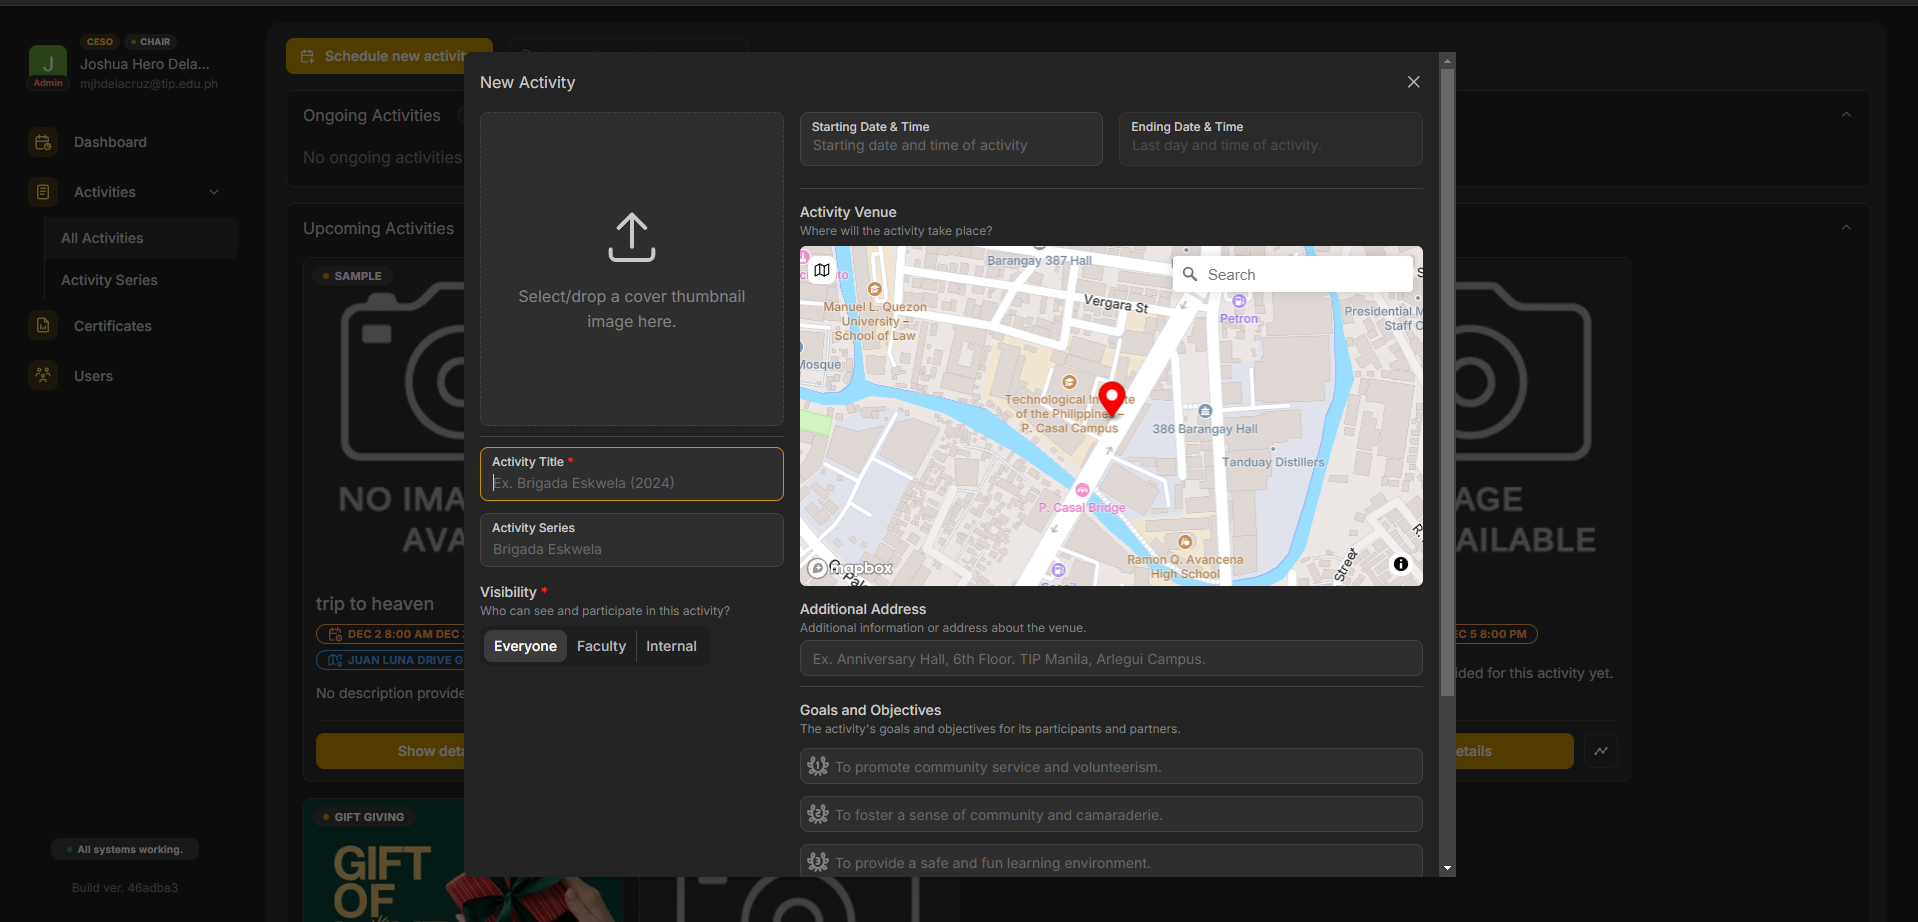 CESO
CHAIR
J
Admin
Joshua Hero Dela...
mjhdelacruz@tip.edu.ph
Dashboard
Activities
All Activities
Activity Series
Certificates
Users
All systems working.
Build ver. 46adba3
Schedule new activit
Ongoing Activities
No ongoing activities
Upcoming Activities
SAMPLE
NO IMA
AVA
trip to heaven
DEC 2 8:00 AM DEC
JUAN LUNA DRIVE G
No description provide
Show deta
GIFT GIVING
GIFT
OF
New Activity
Select/drop a cover thumbnail
image here.
Activity Title *
Ex. Brigada Eskwela (2024)
Activity Series
Brigada Eskwela
Visibility *
Who can see and participate in this activity?
Everyone
Faculty
Internal
Starting Date & Time
Starting date and time of activity
Ending Date & Time
Last day and time of activity.
Activity Venue
Where will the activity take place?
Search
Barangay 387 Hall
Vergara St
Petron
Manuel L. Quezon
University –
School of Law
Presidential M
Staff C
Mosque
Technological Institute
of the Philippines –
P. Casal Campus
386 Barangay Hall
Tanduay Distillers
P. Casal Bridge
Ramon Q. Avancena
High School
Street
mapbox
Additional Address
Additional information or address about the venue.
Ex. Anniversary Hall, 6th Floor. TIP Manila, Arlegui Campus.
Goals and Objectives
The activity's goals and objectives for its participants and partners.
1 To promote community service and volunteerism.
2 To foster a sense of community and camaraderie.
3 To provide a safe and fun learning environment.
AGE
AILABLE
EC 5 8:00 PM
ided for this activity yet.
etails